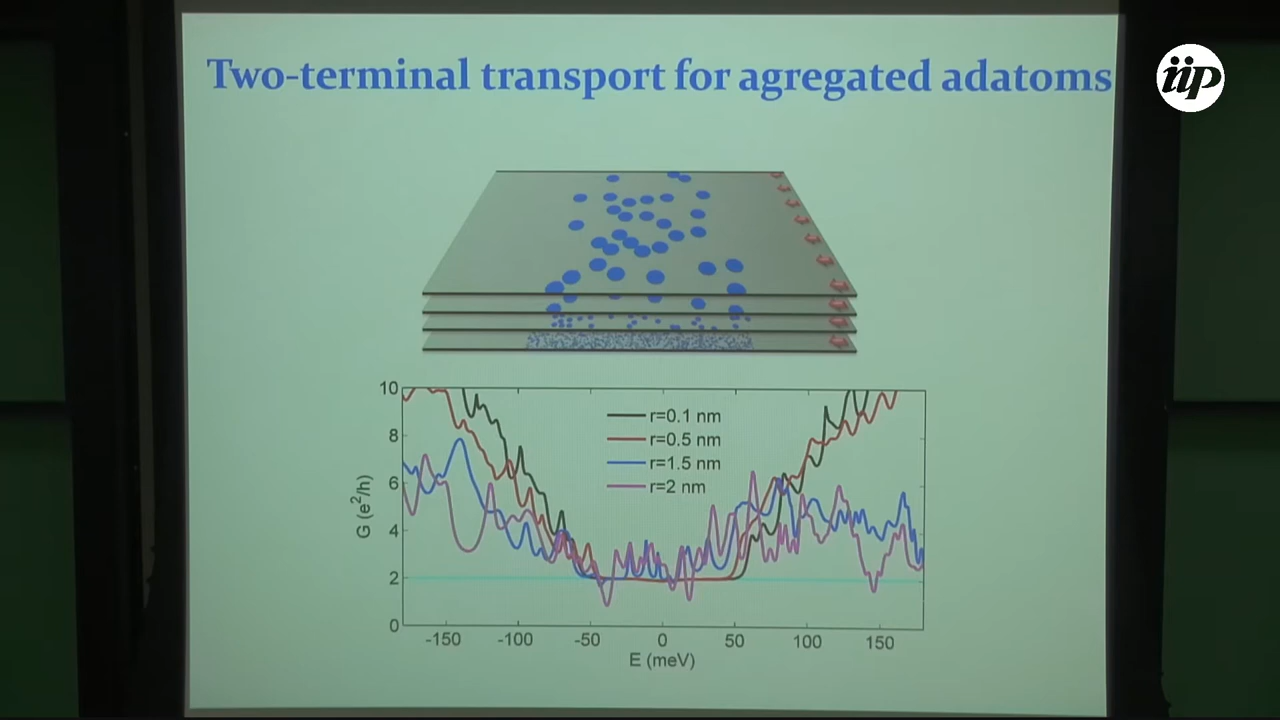 Two-terminal transport for agregated adatoms
iip
10
8
6
4
2
0
G (e²/h)
r=0.1 nm
r=0.5 nm
r=1.5 nm
r=2 nm
-150 -100 -50 0 50 100 150
E (meV)